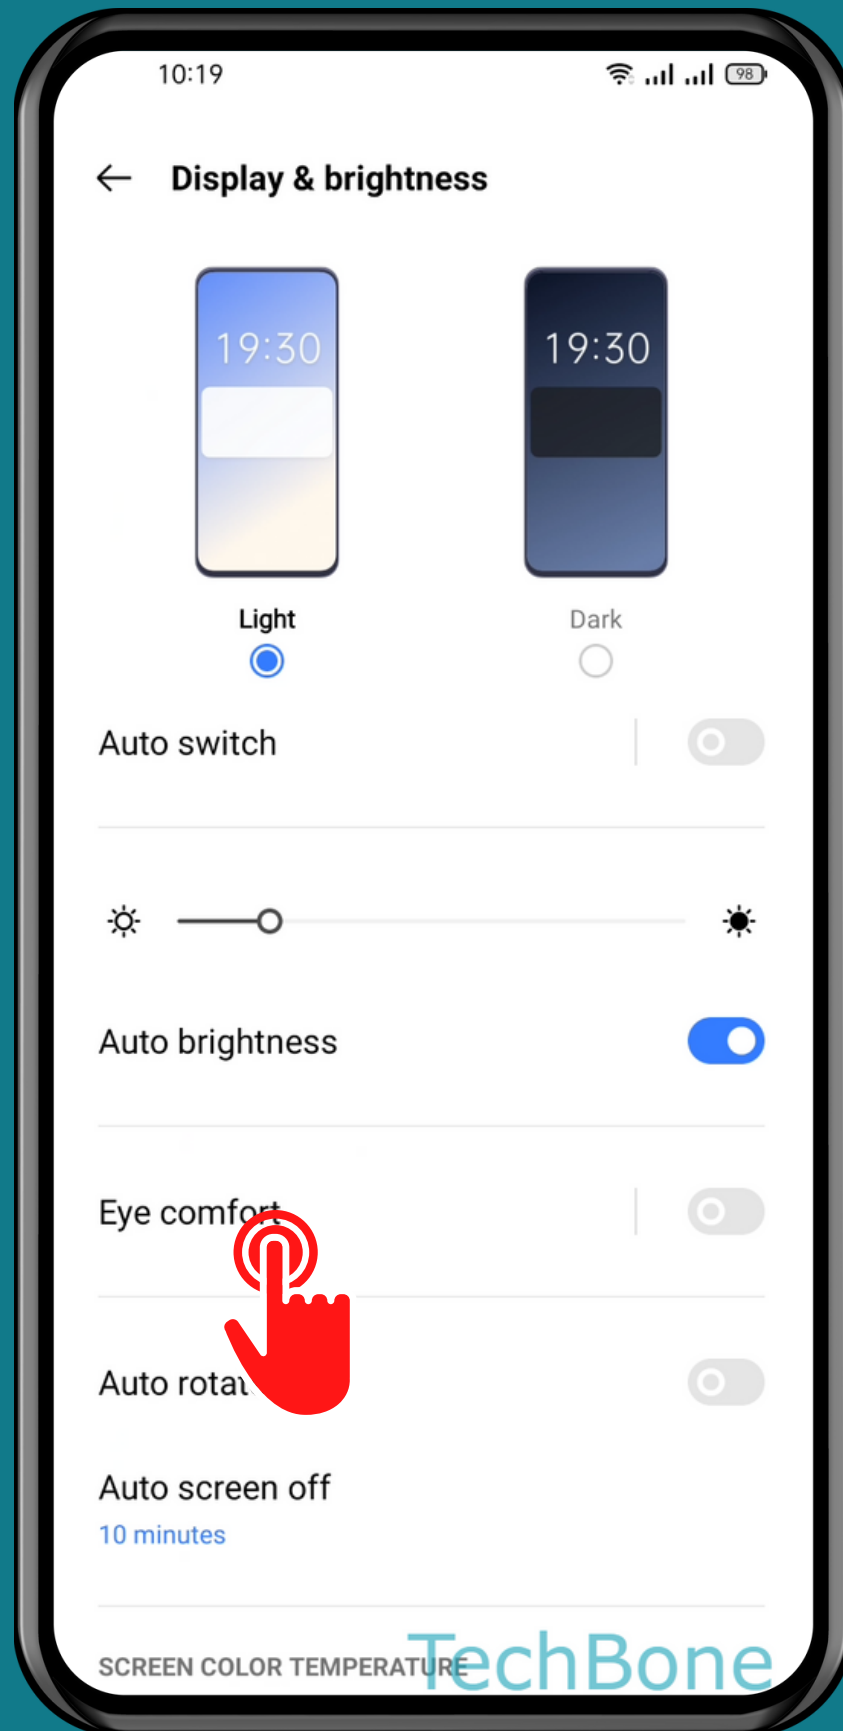 10:19
98
Display & brightness
19:30
19:30
Light
Dark
Auto switch
Auto brightness
Eye comfort
Auto
Auto screen off
10 minutes
SCREEN COLOR TEMPERATURE
TechBone